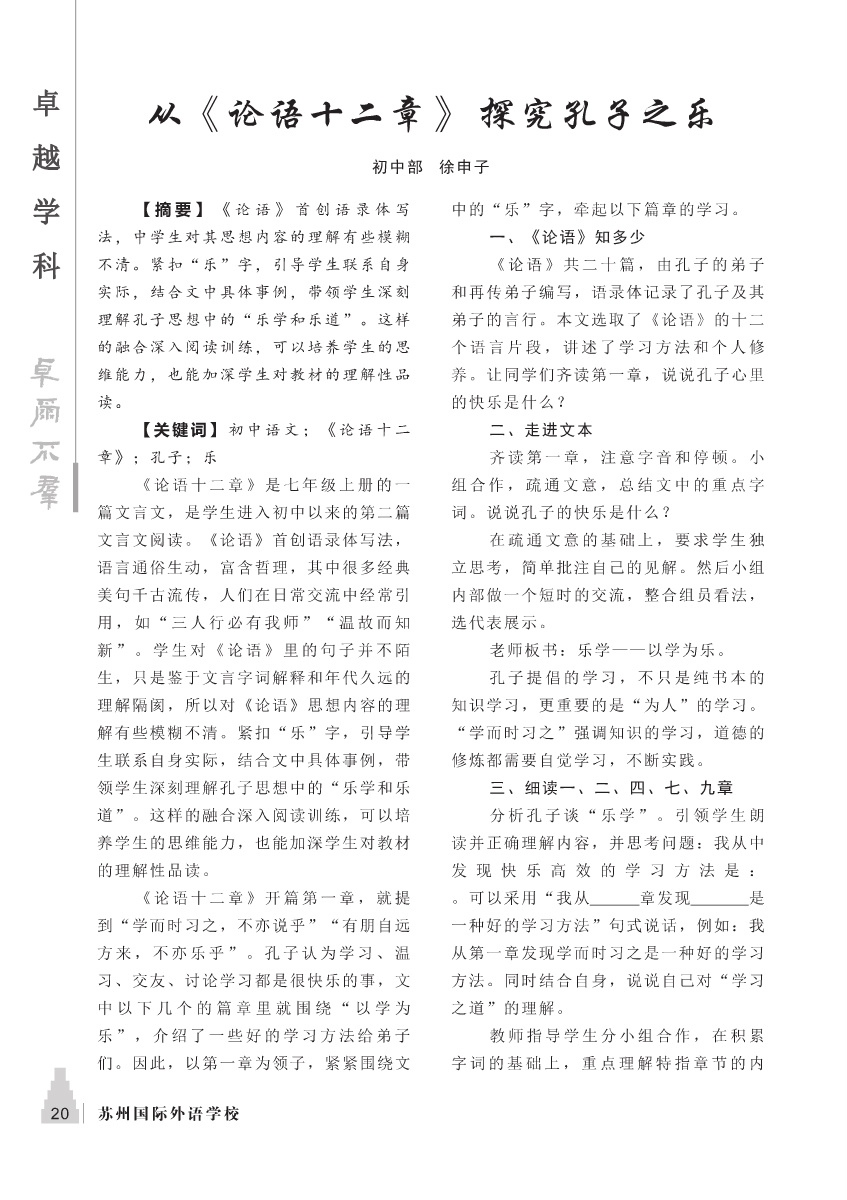 卓
越
学
科
卓尔不群
从《论语十二章》探究孔子之乐
初中部 徐申子
【摘要】《论语》首创语录体写
法，中学生对其思想内容的理解有些模糊
不清。紧扣“乐”字，引导学生联系自身
实际，结合文中具体事例，带领学生深刻
理解孔子思想中的“乐学和乐道”。这样
的融合深入阅读训练，可以培养学生的思
维能力，也能加深学生对教材的理解性品
读。
【关键词】初中语文；《论语十二
章》；孔子；乐
《论语十二章》是七年级上册的一
篇文言文，是学生进入初中以来的第二篇
文言文阅读。《论语》首创语录体写法，
语言通俗生动，富含哲理，其中很多经典
美句千古流传，人们在日常交流中经常引
用，如“三人行必有我师”“温故而知
新”。学生对《论语》里的句子并不陌
生，只是鉴于文言字词解释和年代久远的
理解隔阂，所以对《论语》思想内容的理
解有些模糊不清。紧扣“乐”字，引导学
生联系自身实际，结合文中具体事例，带
领学生深刻理解孔子思想中的“乐学和乐
道”。这样的融合深入阅读训练，可以培
养学生的思维能力，也能加深学生对教材
的理解性品读。
《论语十二章》开篇第一章，就提
到“学而时习之，不亦说乎”“有朋自远
方来，不亦乐乎”。孔子认为学习、温
习、交友、讨论学习都是很快乐的事，文
中以下几个的篇章里就围绕“以学为
乐”，介绍了一些好的学习方法给弟子
们。因此，以第一章为领子，紧紧围绕文
中的“乐”字，牵起以下篇章的学习。
一、《论语》知多少
《论语》共二十篇，由孔子的弟子
和再传弟子编写，语录体记录了孔子及其
弟子的言行。本文选取了《论语》的十二
个语言片段，讲述了学习方法和个人修
养。让同学们齐读第一章，说说孔子心里
的快乐是什么？
二、走进文本
齐读第一章，注意字音和停顿。小
组合作，疏通文意，总结文中的重点字
词。说说孔子的快乐是什么？
在疏通文意的基础上，要求学生独
立思考，简单批注自己的见解。然后小组
内部做一个短时的交流，整合组员看法，
选代表展示。
老师板书：乐学——以学为乐。
孔子提倡的学习，不只是纯书本的
知识学习，更重要的是“为人”的学习。
“学而时习之”强调知识的学习，道德的
修炼都需要自觉学习，不断实践。
三、细读一、二、四、七、九章
分析孔子谈“乐学”。引领学生朗
读并正确理解内容，并思考问题：我从中
发现快乐高效的学习方法是：
。可以采用“我从______章发现_______是
一种好的学习方法”句式说话，例如：我
从第一章发现学而时习之是一种好的学习
方法。同时结合自身，说说自己对“学习
之道”的理解。
教师指导学生分小组合作，在积累
字词的基础上，重点理解特指章节的内
20
苏州国际外语学校